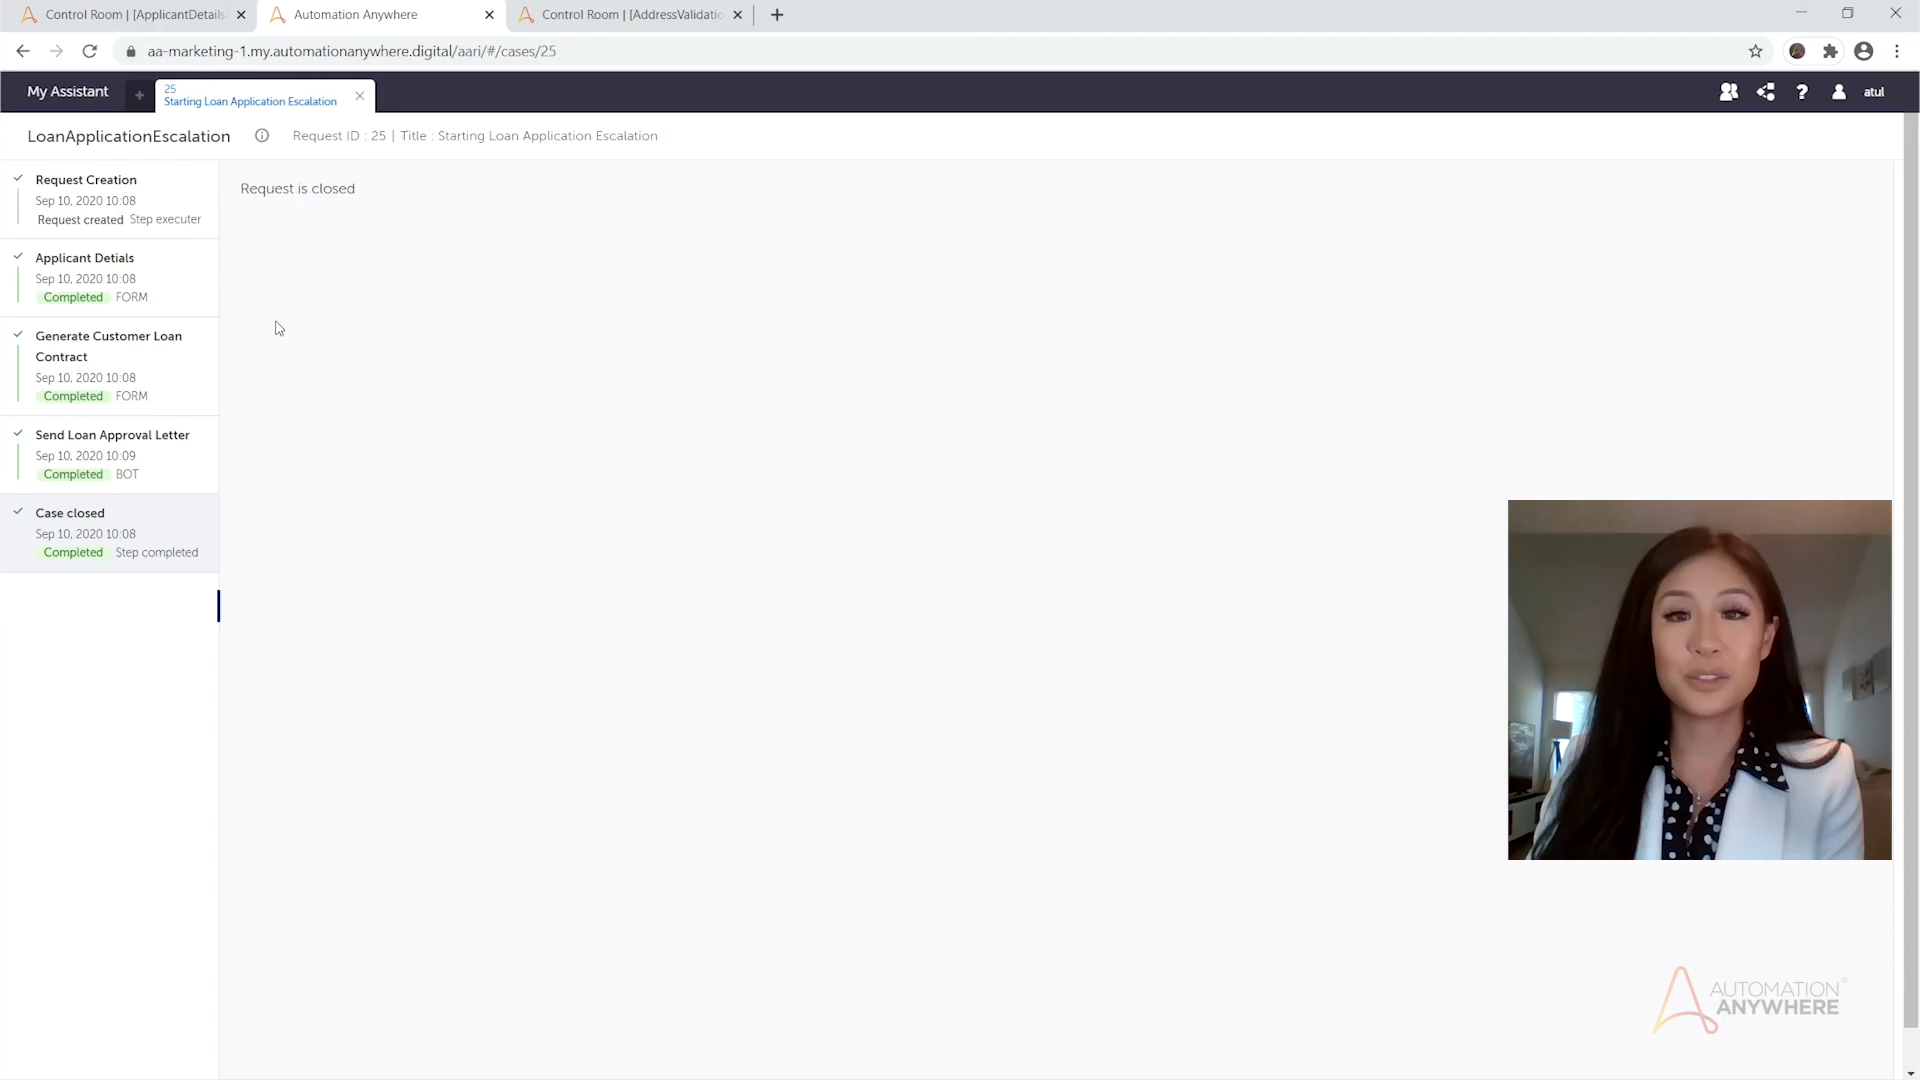 Control Room | [ApplicantDetails
Automation Anywhere
Control Room | [AddressValidatio
aa-marketing-1.my.automationanywhere.digital/aari/#/cases/25
My Assistant
25
Starting Loan Application Escalation
atul
LoanApplicationEscalation
Request ID : 25 | Title : Starting Loan Application Escalation
Request Creation
Sep 10, 2020 10:08
Request created Step executer
Applicant Detials
Sep 10, 2020 10:08
Completed FORM
Generate Customer Loan
Contract
Sep 10, 2020 10:08
Completed FORM
Send Loan Approval Letter
Sep 10, 2020 10:09
Completed BOT
Case closed
Sep 10, 2020 10:08
Completed Step completed
Request is closed
AUTOMATION
ANYWHERE